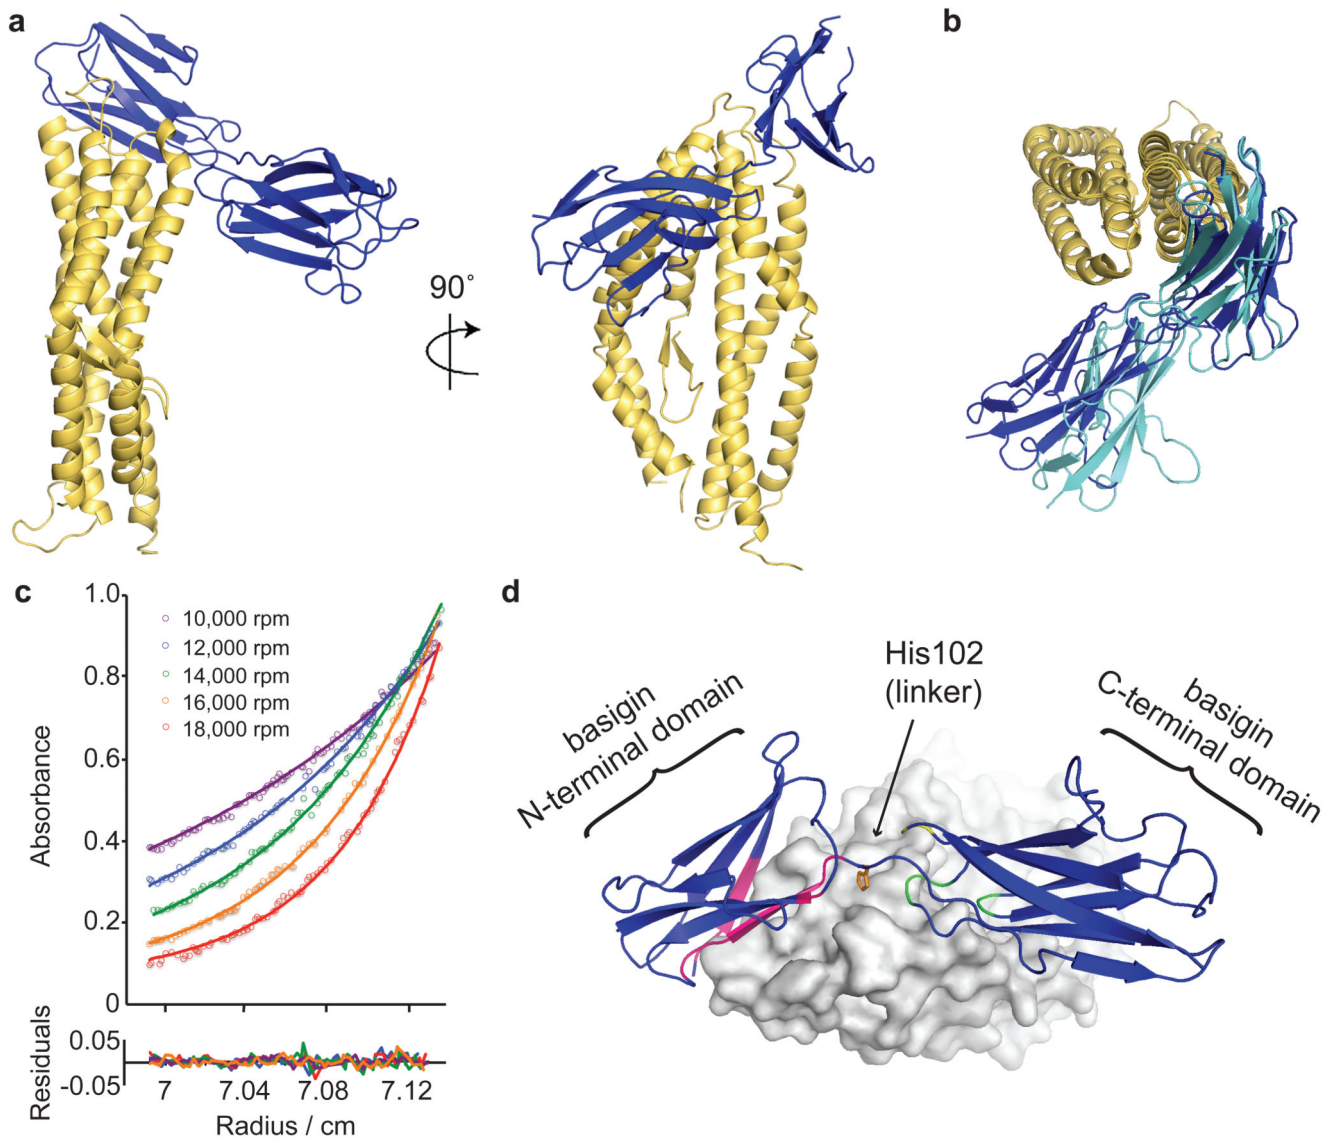 a
90°
b
c
1.0
0.8
0.6
0.4
0.2
0
Absorbance
10,000 rpm
12,000 rpm
14,000 rpm
16,000 rpm
18,000 rpm
Residuals
0.05
-0.05
7
7.04
7.08
7.12
Radius / cm
d
basigin
N-terminal domain
His102
(linker)
basigin
C-terminal domain